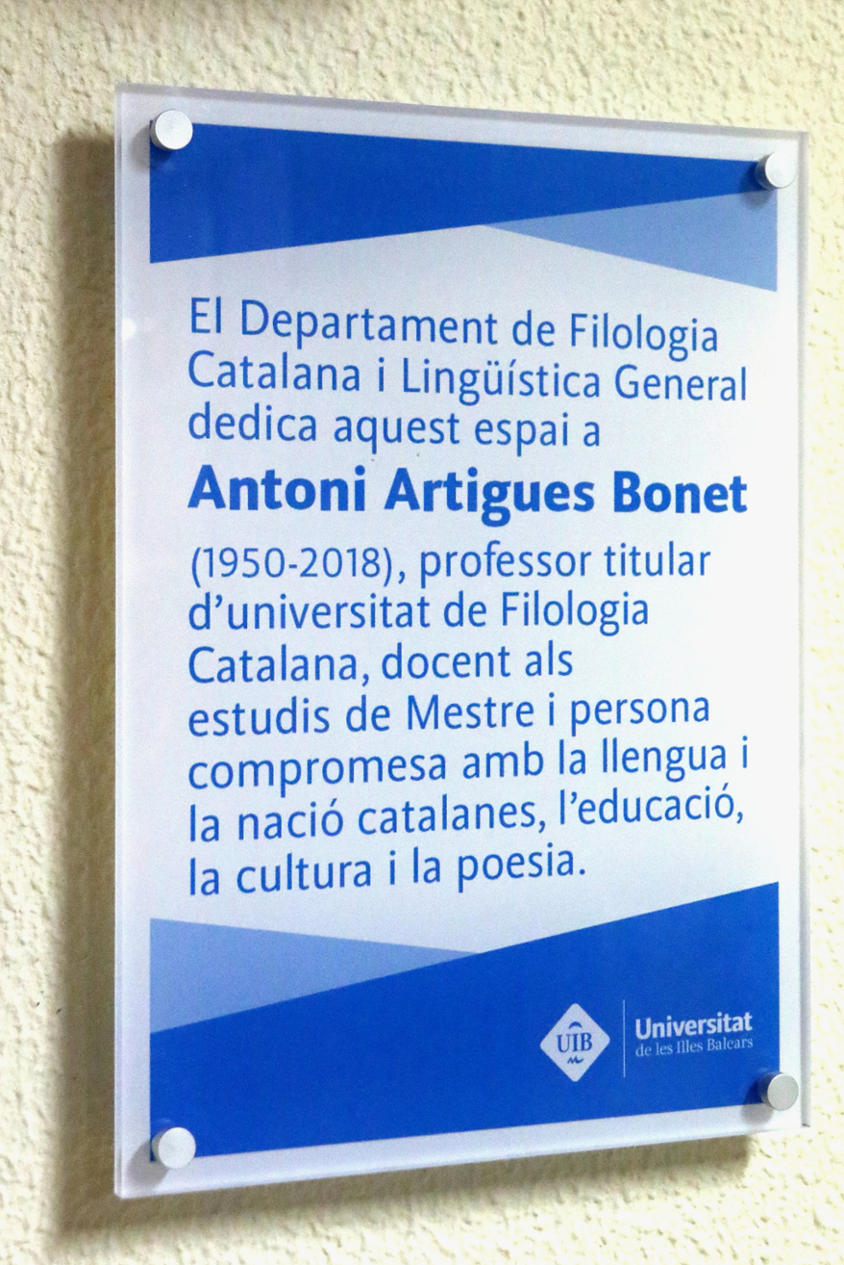 El Departament de Filologia
Catalana i Lingüística General
dedica aquest espai a
Antoni Artigues Bonet
(1950-2018), professor titular
d’universitat de Filologia
Catalana, docent als
estudis de Mestre i persona
compromesa amb la llengua i
la nació catalanes, l’educació,
la cultura i la poesia.
UIB
Universitat
de les Illes Balears